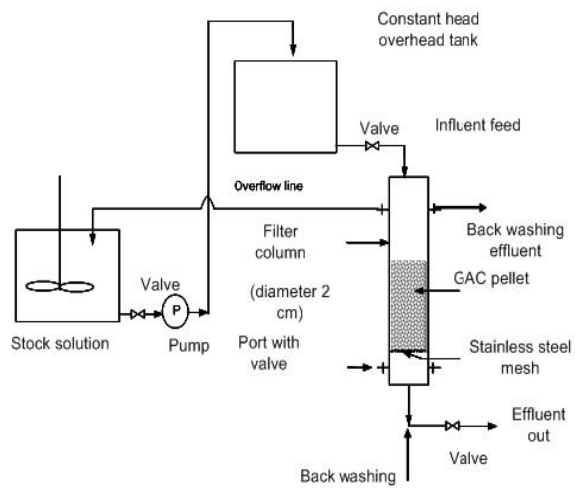 Constant head
overhead tank
Valve
Influent feed
Overflow line
Filter
column
Back washing
effluent
Valve
(diameter 2
cm)
GAC pellet
P
Stock solution
Pump
Port with
valve
Stainless steel
mesh
Effluent
out
Valve
Back washing